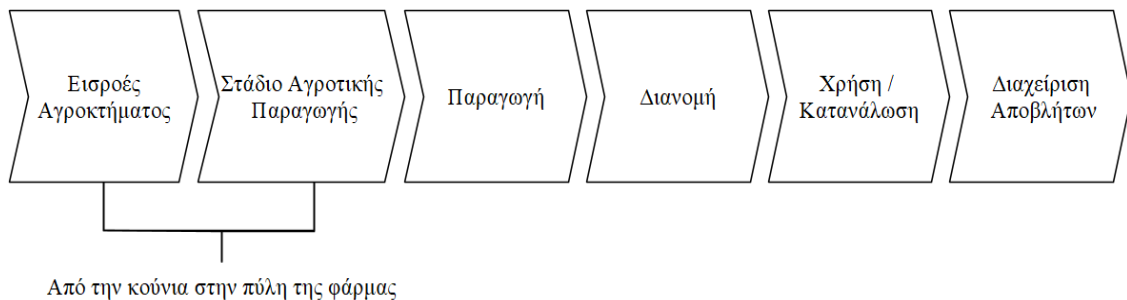 Εισροές
Αγροκτήματος
Στάδιο Αγροτικής
Παραγωγής
Παραγωγή
Διανομή
Χρήση /
Κατανάλωση
Διαχείριση
Αποβλήτων
Από την κούνια στην πύλη της φάρμας